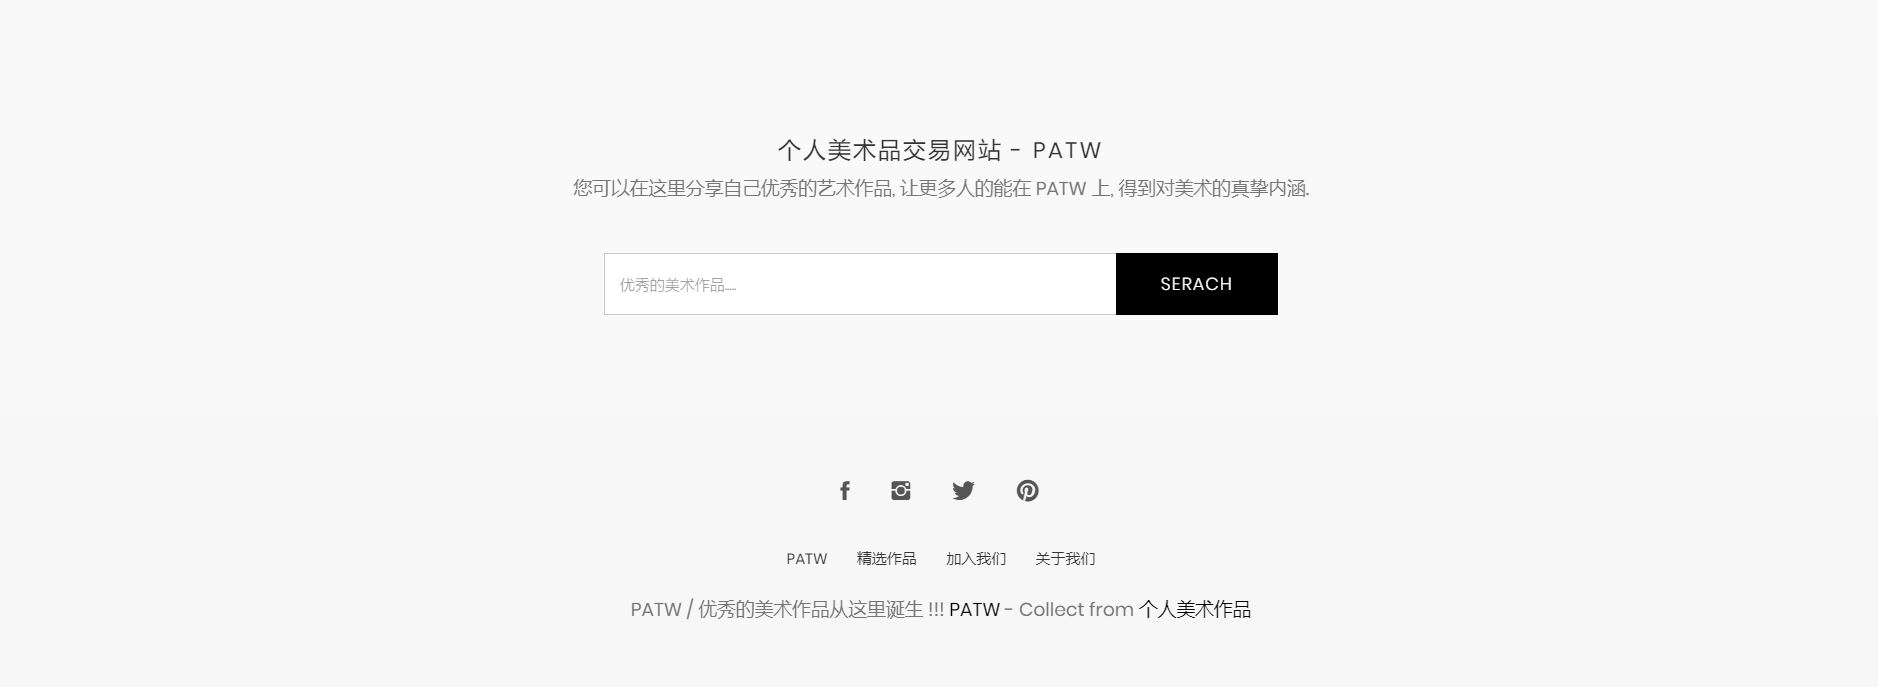 个人美术品交易网站 - PATW
您可以在这里分享自己优秀的艺术作品, 让更多人的能在 PATW 上, 得到对美术的真挚内涵.
优秀的美术作品.....
SERACH
PATW 精选作品 加入我们 关于我们
PATW / 优秀的美术作品从这里诞生 !!! PATW - Collect from 个人美术作品